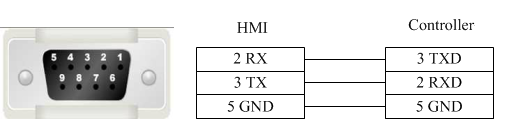 HMI Controller
5 4 3 2 1
9 8 7 6
2 RX 3 TXD
3 TX 2 RXD
5 GND 5 GND